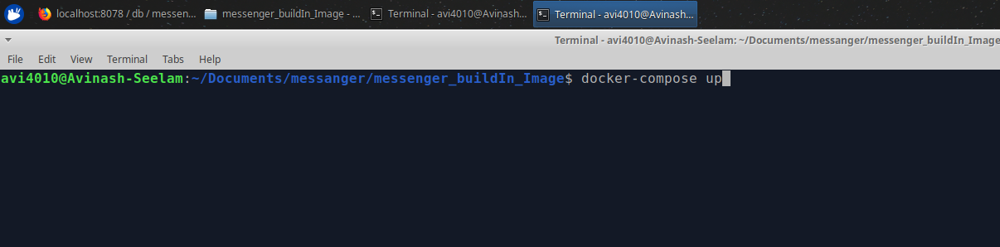 localhost:8078 / db / messen... messenger_buildIn_Image - ... Terminal - avi4010@Avinash... Terminal - avi4010@Avinash...
Terminal - avi4010@Avinash-Seelam: ~/Documents/messanger/messenger_buildIn_Image
File Edit View Terminal Tabs Help
avi4010@Avinash-Seelam:~/Documents/messanger/messenger_buildIn_Image$ docker-compose up